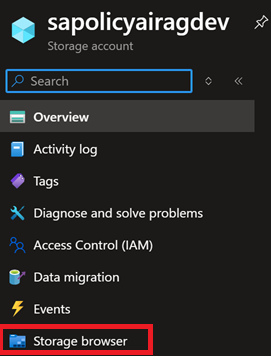 sapolicyairagdev
Storage account
Search
Overview
Activity log
Tags
Diagnose and solve problems
Access Control (IAM)
Data migration
Events
Storage browser